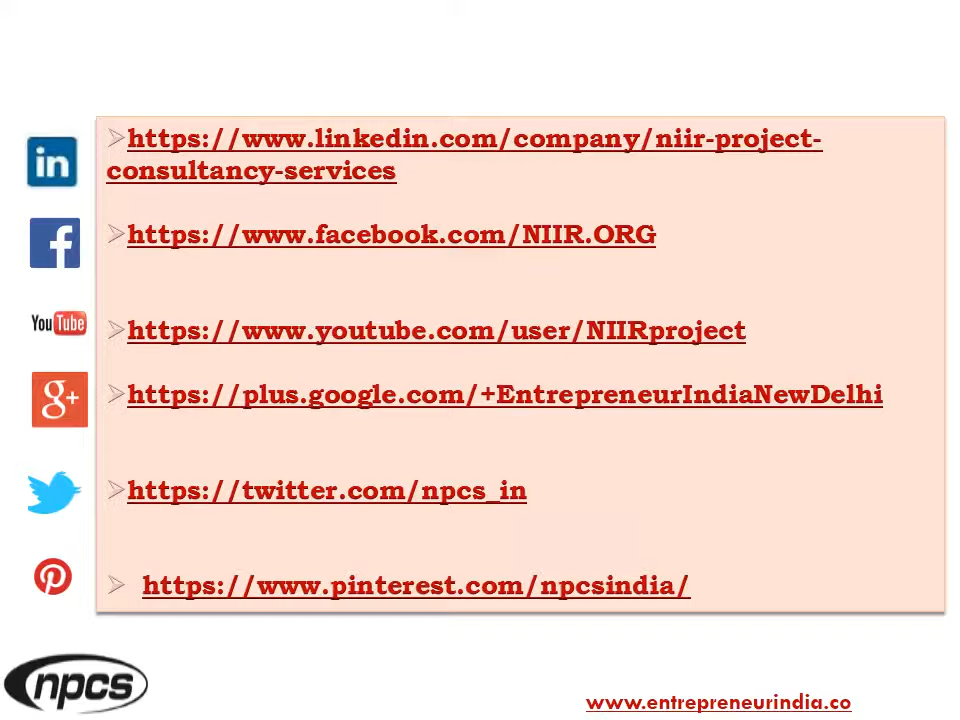 in
➢https://www.linkedin.com/company/niir-project-
consultancy-services
f
➢https://www.facebook.com/NIIR.ORG
YouTube
➢https://www.youtube.com/user/NIIRproject
g+
➢https://plus.google.com/+EntrepreneurIndiaNewDelhi
➢https://twitter.com/npcs_in
➢ https://www.pinterest.com/npcsindia/
npcs
www.entrepreneurindia.co